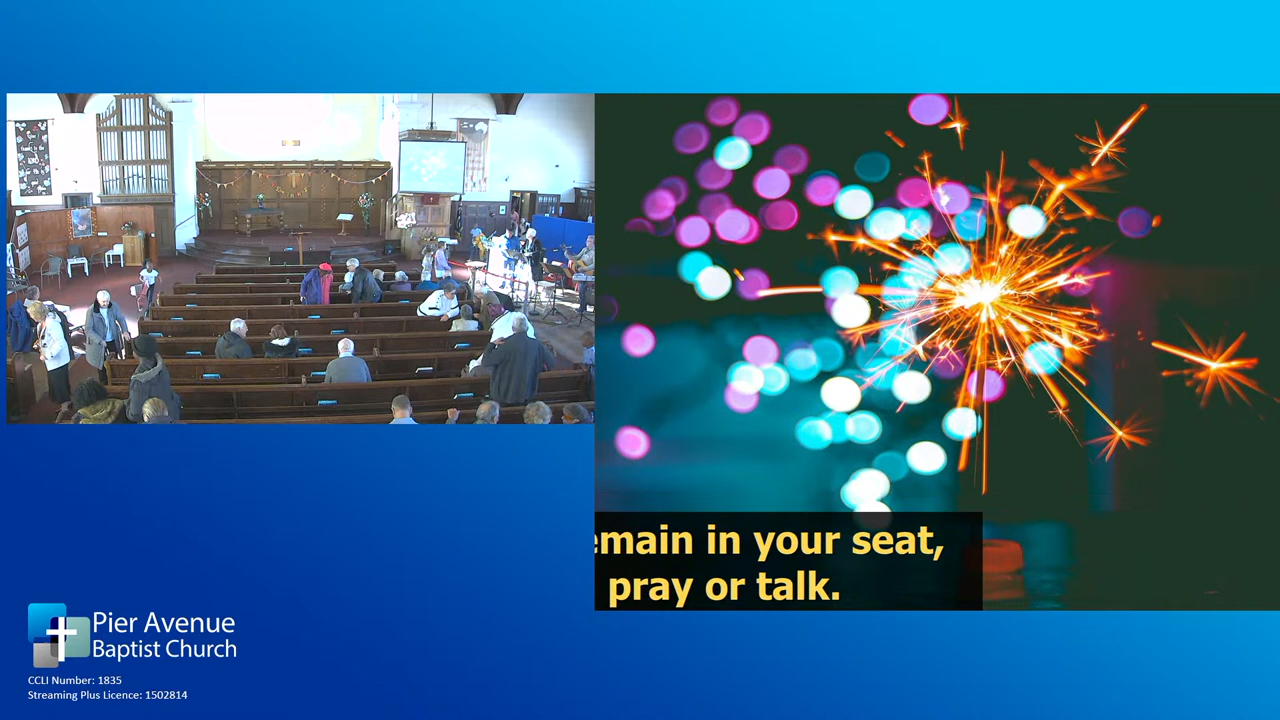 emain in your seat,
pray or talk.
Pier Avenue
Baptist Church
CCLI Number: 1835
Streaming Plus Licence: 1502814